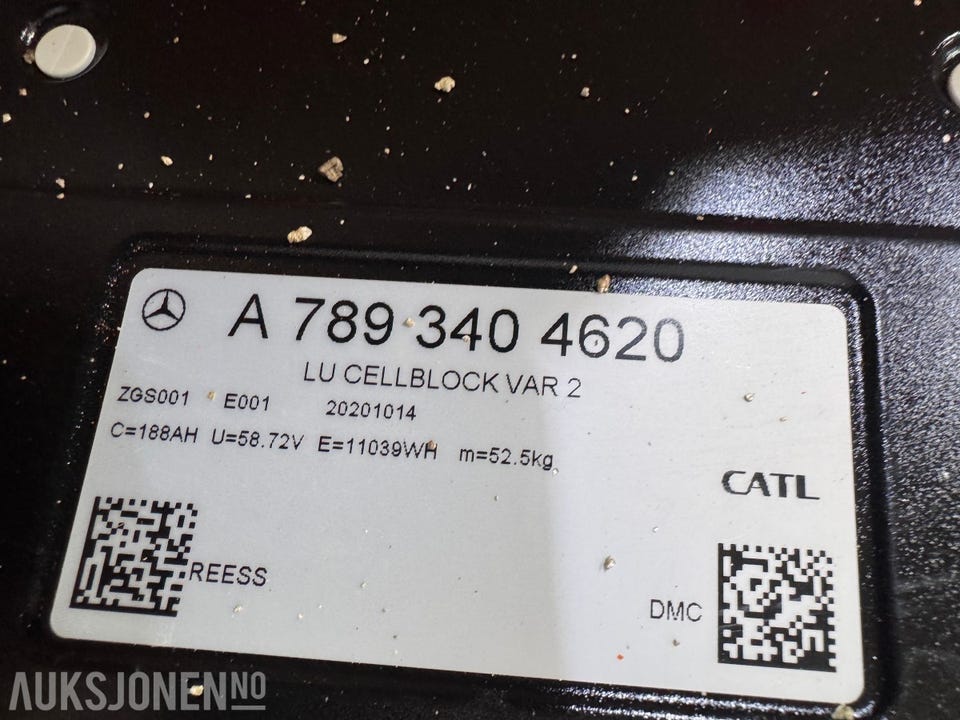 A 789 340 4620
LU CELLBLOCK VAR 2
ZGS001 E001 20201014
C=188AH U=58.72V E=11039WH m=52.5kg
CATL
REESS
DMC
AUKSJONEN.NO